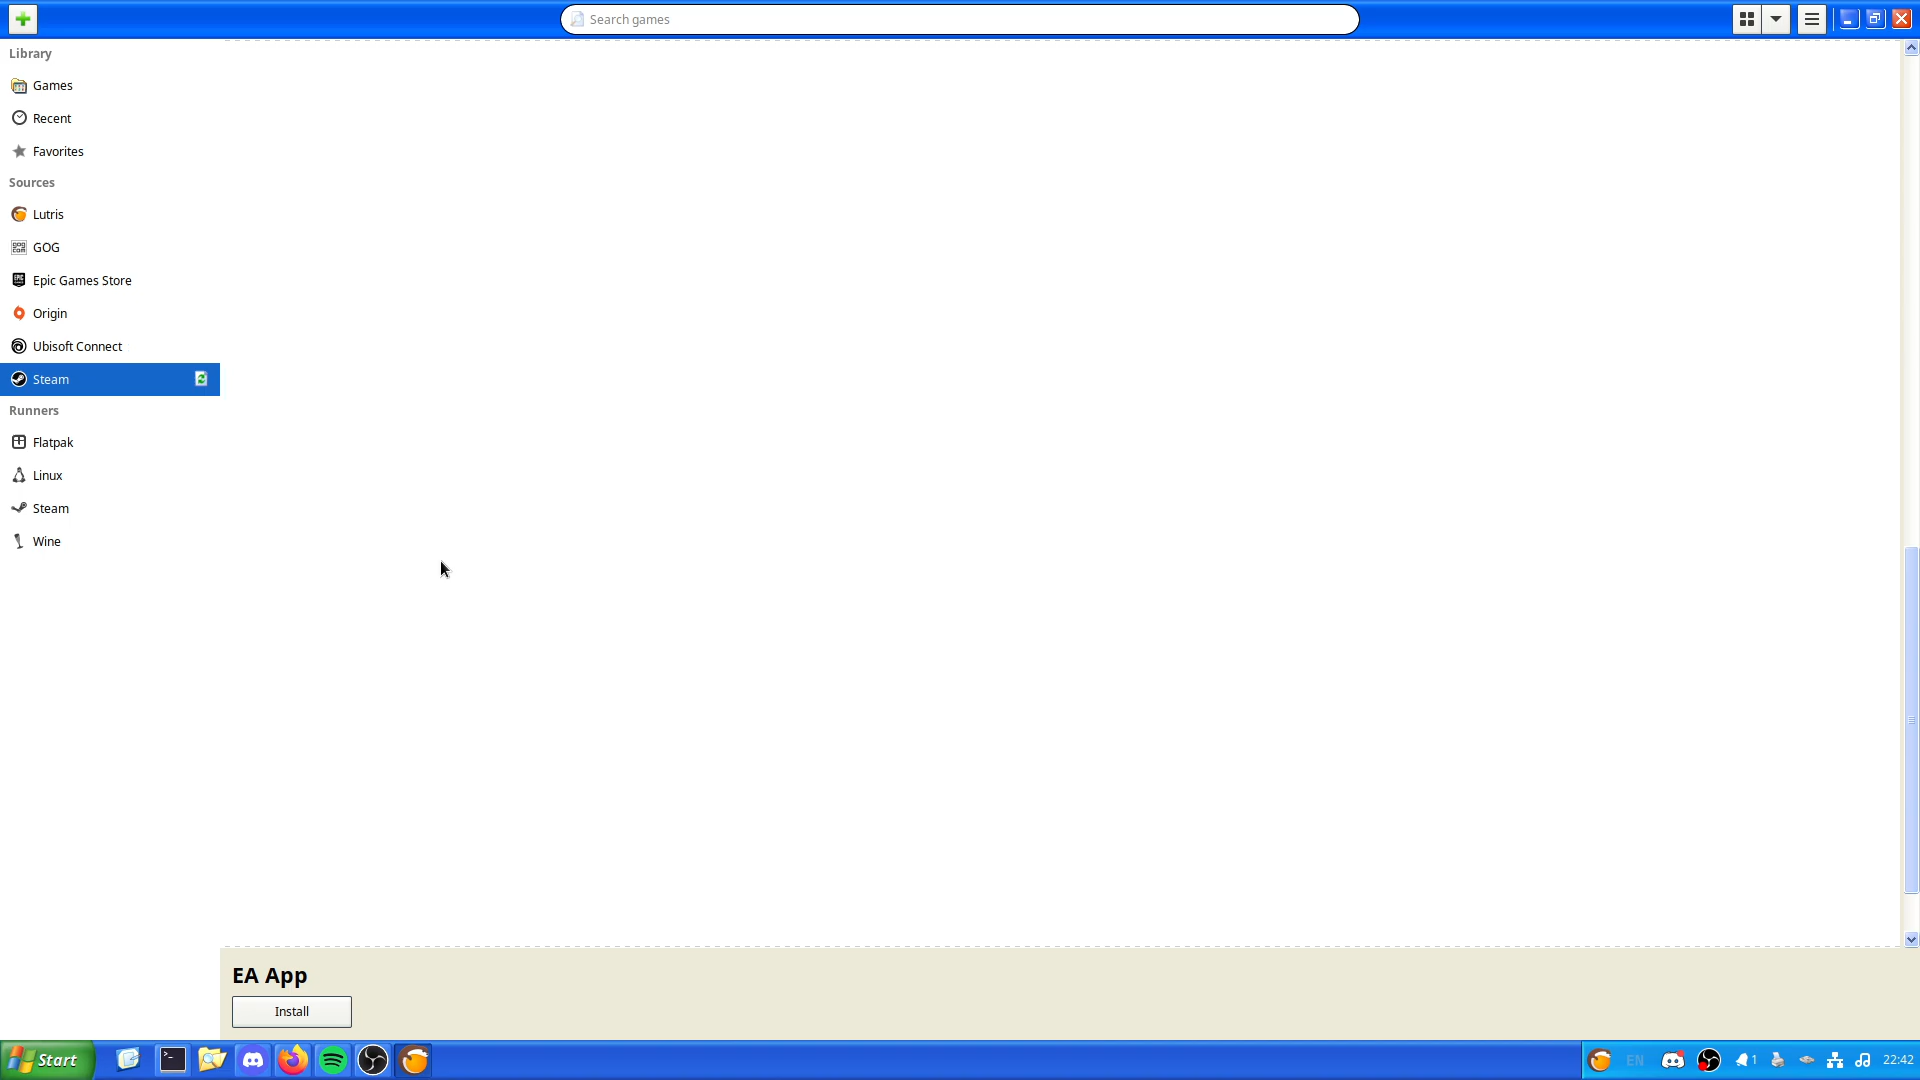 Search games
Library
Games
Recent
Favorites
Sources
Lutris
GOG
Epic Games Store
Origin
Ubisoft Connect
Steam
Runners
Flatpak
Linux
Steam
Wine
EA App
Install
Start
EN
1
22:42